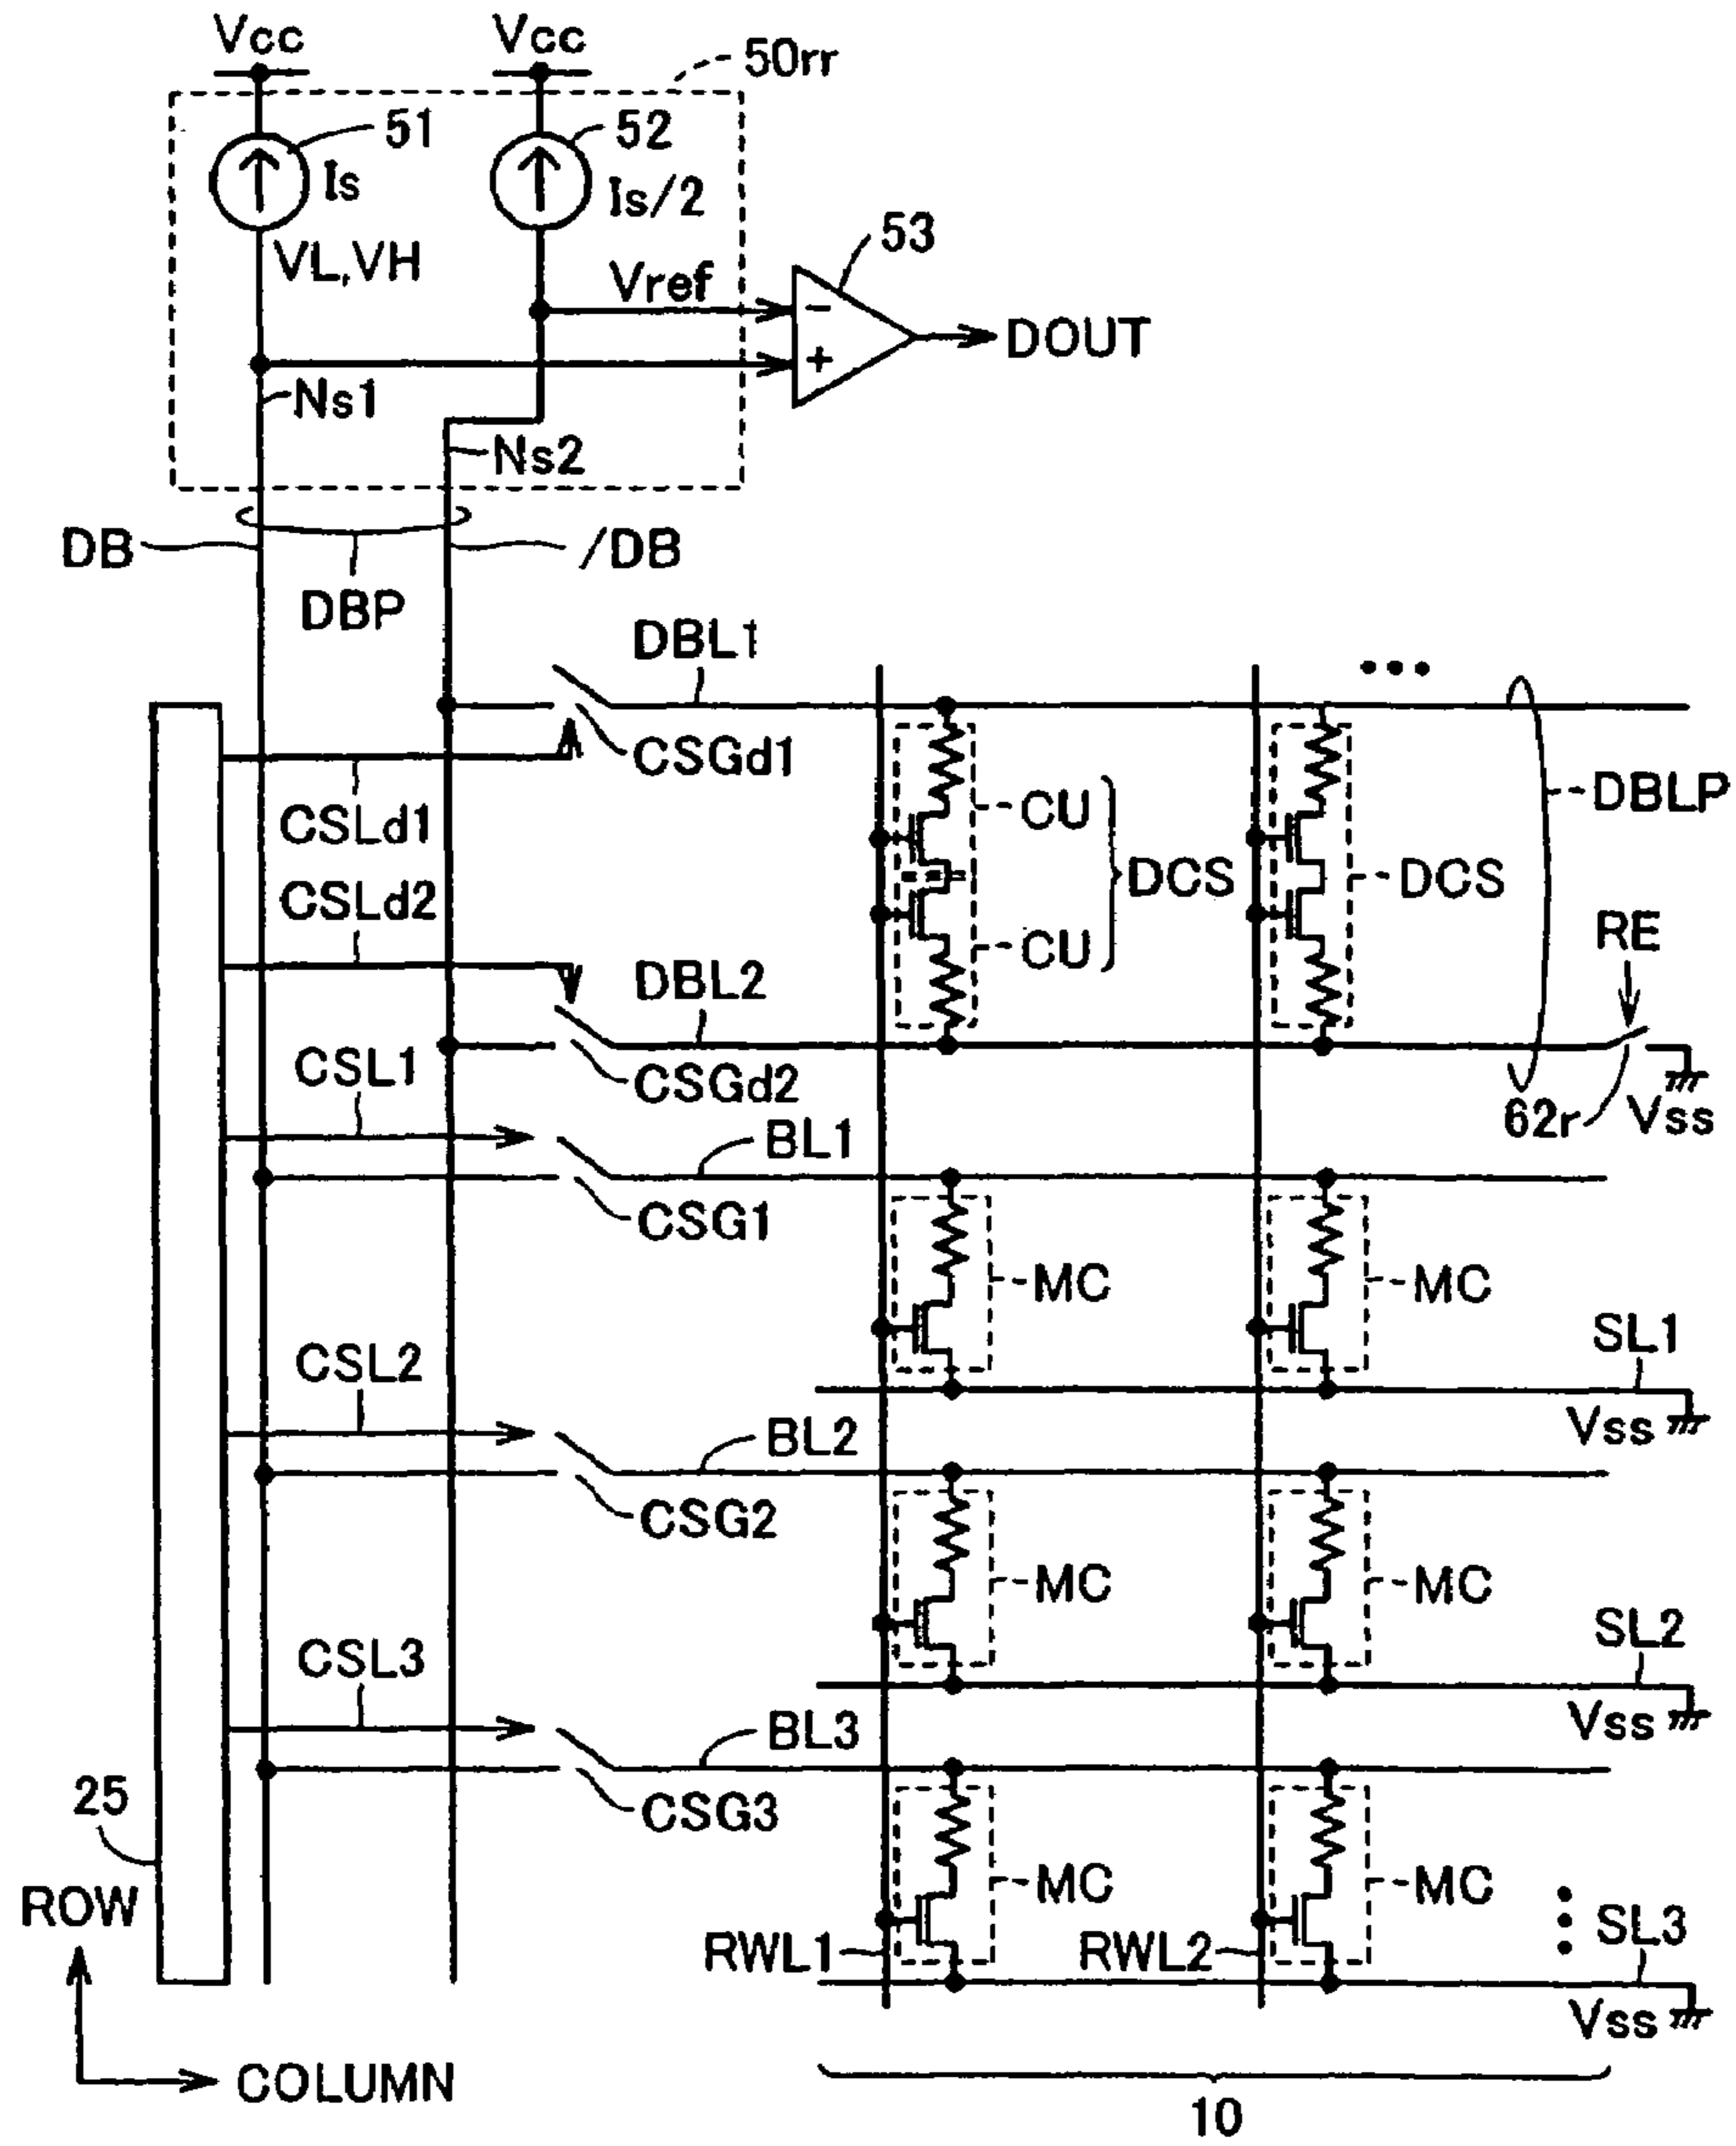 Vcc
Vcc
50rr
51
52
Is
Is/2
53
VL,VH
Vref
-
DOUT
+
Ns1
Ns2
DB
/DB
DBP
DBL1
...
CSGd1
DBLP
CSLd1
CU
DCS
DCS
CSLd2
CU
RE
DBL2
CSL1
CSGd2
62r
Vss
BL1
CSG1
MC
MC
SL1
CSL2
Vss
BL2
CSG2
MC
MC
SL2
CSL3
Vss
BL3
25
CSG3
MC
MC
ROW
SL3
RWL1
RWL2
Vss
COLUMN
10